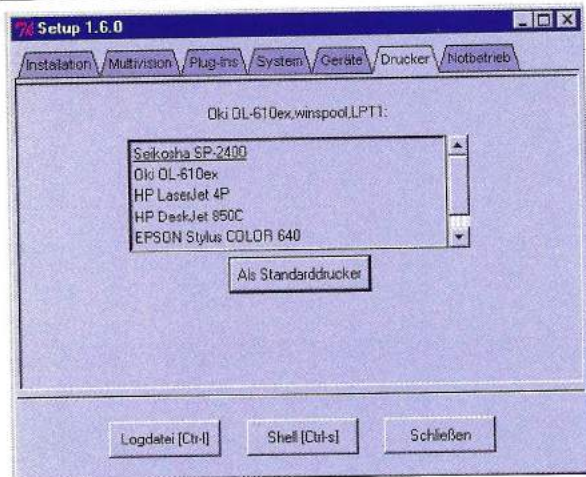 Setup 1.6.0
Installation Multivision Plug-Ins System Geräte Drucker Notbetrieb
Oki OL-610ex,winspool,LPT1:
Seikosha SP-2400
Oki OL-610ex
HP LaserJet 4P
HP DeskJet 850C
EPSON Stylus COLOR 640
Als Standarddrucker
Logdatei [Ctr-l] Shell [Ctrl-s] Schließen